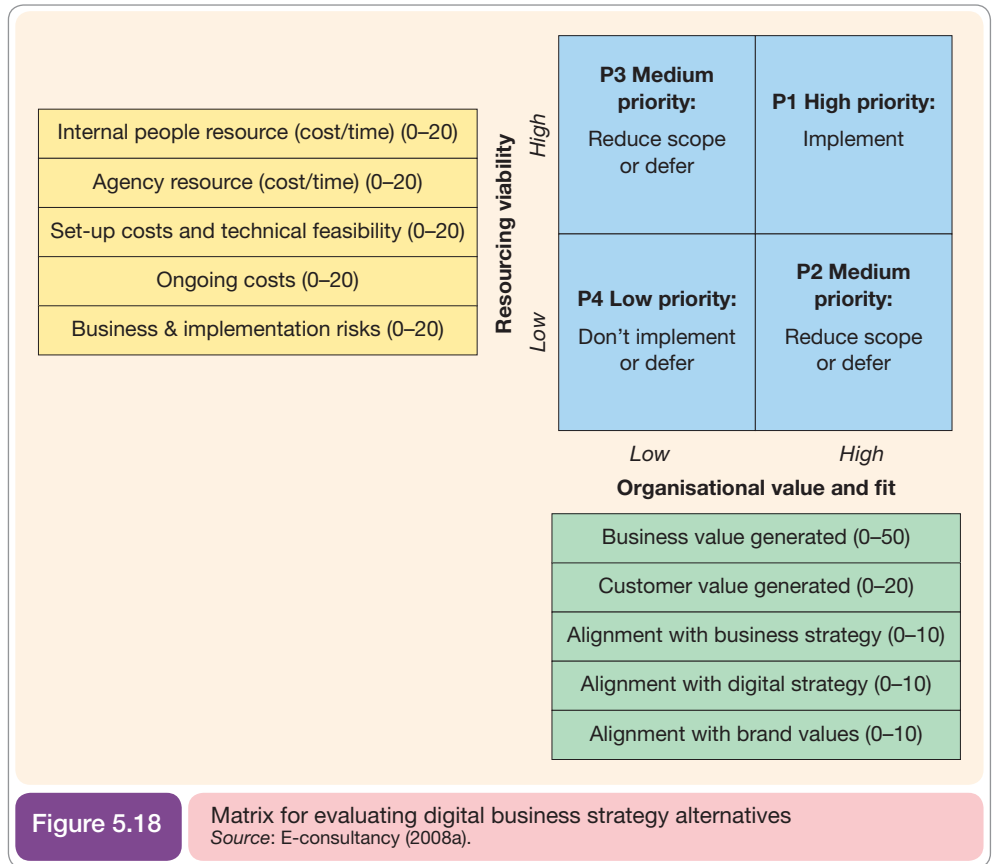 Internal people resource (cost/time) (0–20)
Agency resource (cost/time) (0–20)
Set-up costs and technical feasibility (0–20)
Ongoing costs (0–20)
Business & implementation risks (0–20)
Resourcing viability
High
Low
P3 Medium
priority:
Reduce scope
or defer
P1 High priority:
Implement
P4 Low priority:
Don’t implement
or defer
P2 Medium
priority:
Reduce scope
or defer
Low
High
Organisational value and fit
Business value generated (0–50)
Customer value generated (0–20)
Alignment with business strategy (0–10)
Alignment with digital strategy (0–10)
Alignment with brand values (0–10)
Figure 5.18
Matrix for evaluating digital business strategy alternatives
Source: E-consultancy (2008a).